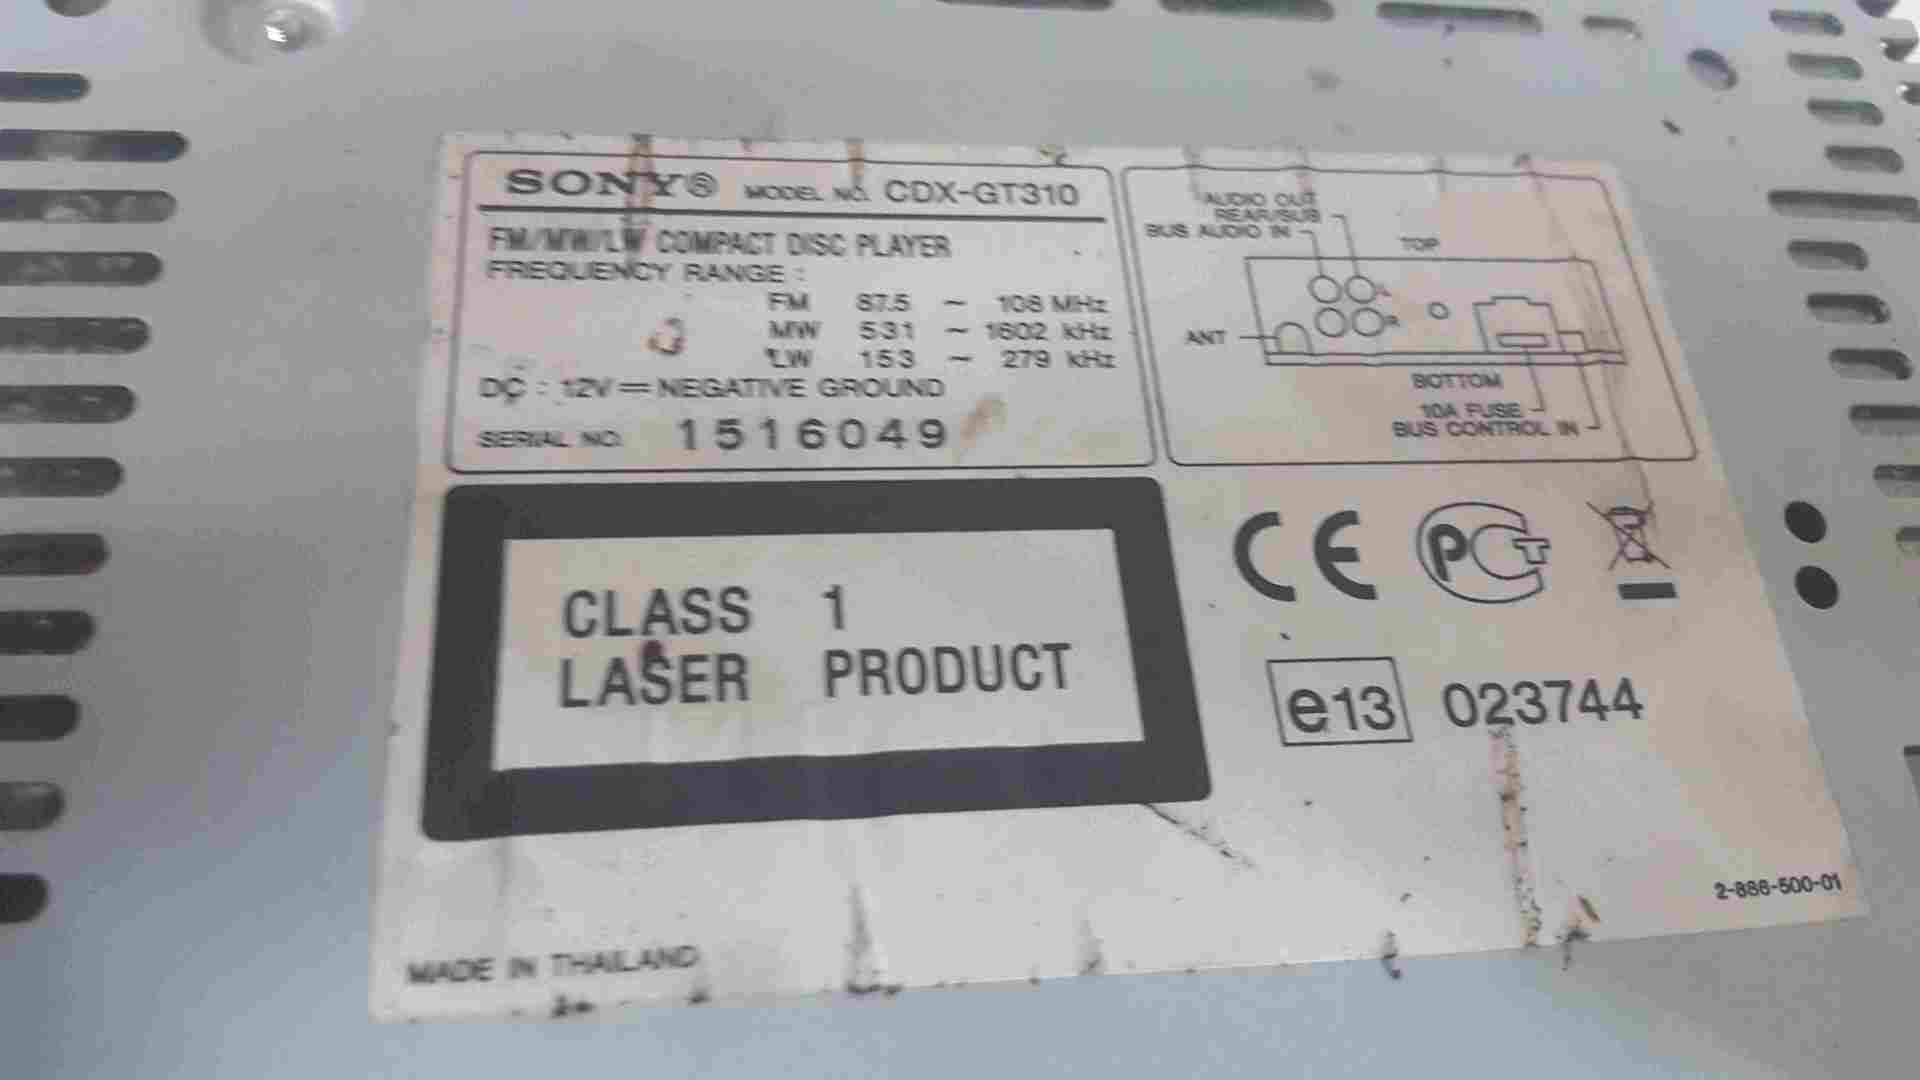 SONY® MODEL NO. CDX-GT310
FM/MW/LW COMPACT DISC PLAYER
FREQUENCY RANGE :
FM 87.5 ~ 108 MHz
MW 531 ~ 1602 kHz
LW 153 ~ 279 kHz
DC : 12V NEGATIVE GROUND
SERIAL NO. 1516049
AUDIO OUT
REAR/SUB
BUS AUDIO IN
TOP
L
R
ANT
BOTTOM
10A FUSE
BUS CONTROL IN
CLASS 1
LASER PRODUCT
CE PCT
e13 023744
2-888-500-01
MADE IN THAILAND